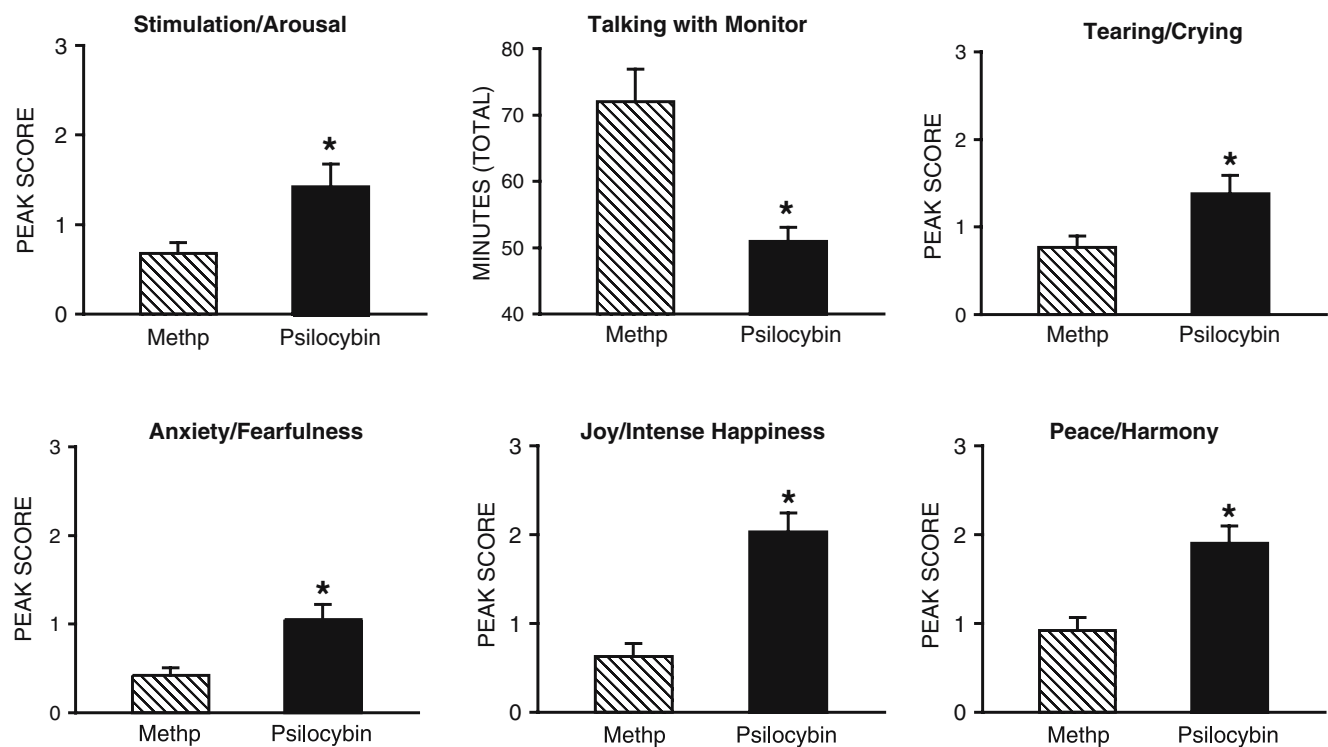 Stimulation/Arousal
PEAK SCORE
3
2
1
0
*
Methp Psilocybin
Talking with Monitor
MINUTES (TOTAL)
80
70
60
50
40
*
Methp Psilocybin
Tearing/Crying
PEAK SCORE
3
2
1
0
*
Methp Psilocybin
Anxiety/Fearfulness
PEAK SCORE
3
2
1
0
*
Methp Psilocybin
Joy/Intense Happiness
PEAK SCORE
3
2
1
0
*
Methp Psilocybin
Peace/Harmony
PEAK SCORE
3
2
1
0
*
Methp Psilocybin